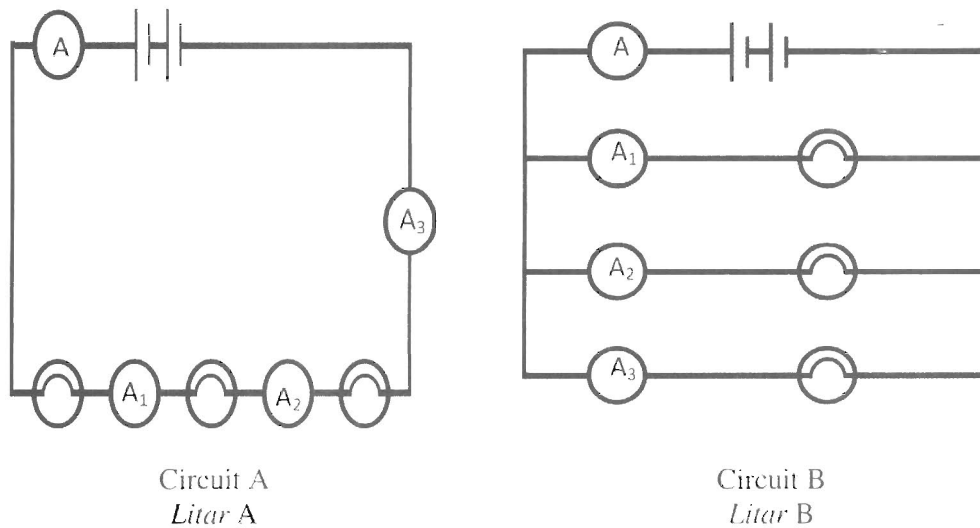 A
A
A₁
A₃
A₂
A₁
A₂
A₃
Circuit A
Litar A
Circuit B
Litar B